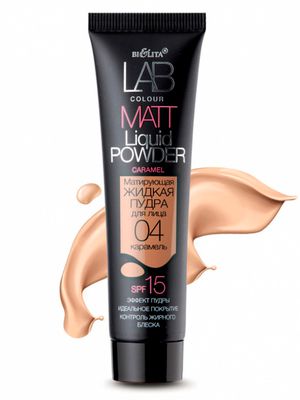 BIELITA
LAB
COLOUR
MATT
Liquid
POWDER
CARAMEL
Матирующая
ЖИДКАЯ
ПУДРА
для лица
04
карамель
SPF 15
ЭФФЕКТ ПУДРЫ
ИДЕАЛЬНОЕ ПОКРЫТИЕ
КОНТРОЛЬ ЖИРНОГО
БЛЕСКА